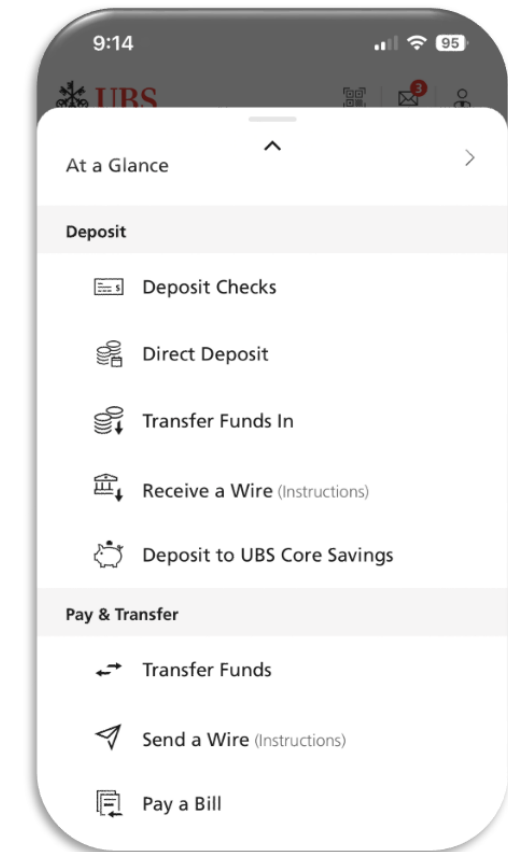 9:14
95
UBS
3
At a Glance
Deposit
Deposit Checks
Direct Deposit
Transfer Funds In
Receive a Wire (Instructions)
Deposit to UBS Core Savings
Pay & Transfer
Transfer Funds
Send a Wire (Instructions)
Pay a Bill